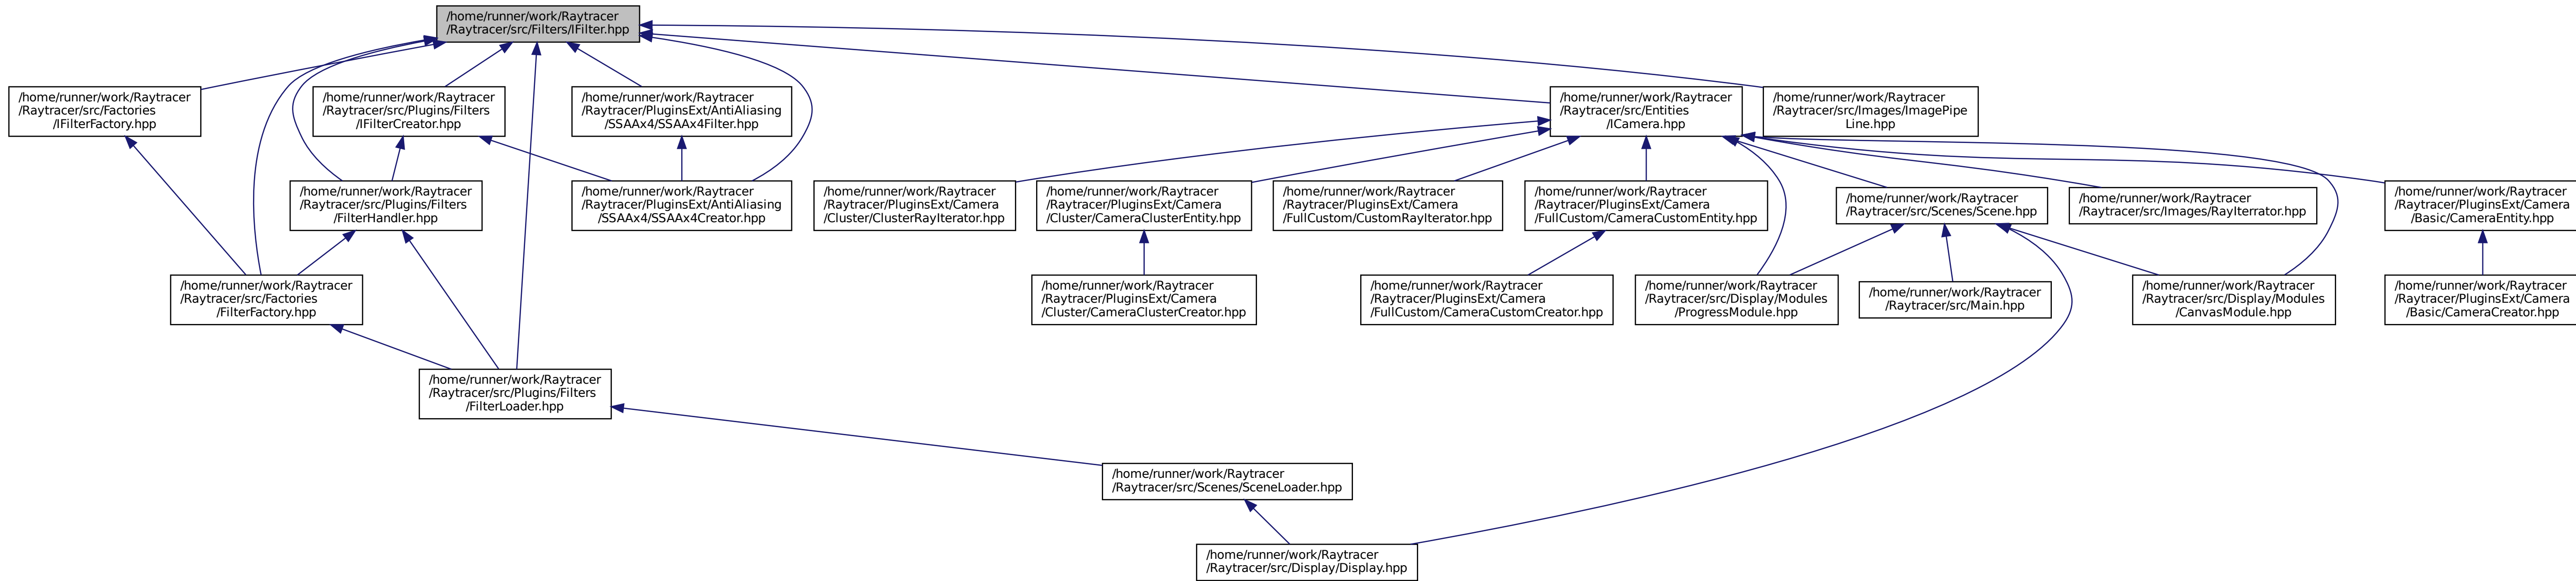 /home/runner/work/Raytracer
/Raytracer/src/Filters/IFilter.hpp
/home/runner/work/Raytracer
/Raytracer/src/Factories
/IFilterFactory.hpp
/home/runner/work/Raytracer
/Raytracer/src/Plugins/Filters
/IFilterCreator.hpp
/home/runner/work/Raytracer
/Raytracer/PluginsExt/AntiAliasing
/SSAAx4/SSAAx4Filter.hpp
/home/runner/work/Raytracer
/Raytracer/src/Entities
/ICamera.hpp
/home/runner/work/Raytracer
/Raytracer/src/Images/ImagePipe
Line.hpp
/home/runner/work/Raytracer
/Raytracer/src/Plugins/Filters
/FilterHandler.hpp
/home/runner/work/Raytracer
/Raytracer/PluginsExt/AntiAliasing
/SSAAx4/SSAAx4Creator.hpp
/home/runner/work/Raytracer
/Raytracer/PluginsExt/Camera
/Cluster/ClusterRayIterator.hpp
/home/runner/work/Raytracer
/Raytracer/PluginsExt/Camera
/Cluster/CameraClusterEntity.hpp
/home/runner/work/Raytracer
/Raytracer/PluginsExt/Camera
/FullCustom/CustomRayIterator.hpp
/home/runner/work/Raytracer
/Raytracer/PluginsExt/Camera
/FullCustom/CameraCustomEntity.hpp
/home/runner/work/Raytracer
/Raytracer/src/Scenes/Scene.hpp
/home/runner/work/Raytracer
/Raytracer/src/Images/RayIterrator.hpp
/home/runner/work/Raytracer
/Raytracer/PluginsExt/Camera
/Basic/CameraEntity.hpp
/home/runner/work/Raytracer
/Raytracer/src/Factories
/FilterFactory.hpp
/home/runner/work/Raytracer
/Raytracer/PluginsExt/Camera
/Cluster/CameraClusterCreator.hpp
/home/runner/work/Raytracer
/Raytracer/PluginsExt/Camera
/FullCustom/CameraCustomCreator.hpp
/home/runner/work/Raytracer
/Raytracer/src/Display/Modules
/ProgressModule.hpp
/home/runner/work/Raytracer
/Raytracer/src/Main.hpp
/home/runner/work/Raytracer
/Raytracer/src/Display/Modules
/CanvasModule.hpp
/home/runner/work/Raytracer
/Raytracer/PluginsExt/Camera
/Basic/CameraCreator.hpp
/home/runner/work/Raytracer
/Raytracer/src/Plugins/Filters
/FilterLoader.hpp
/home/runner/work/Raytracer
/Raytracer/src/Scenes/SceneLoader.hpp
/home/runner/work/Raytracer
/Raytracer/src/Display/Display.hpp